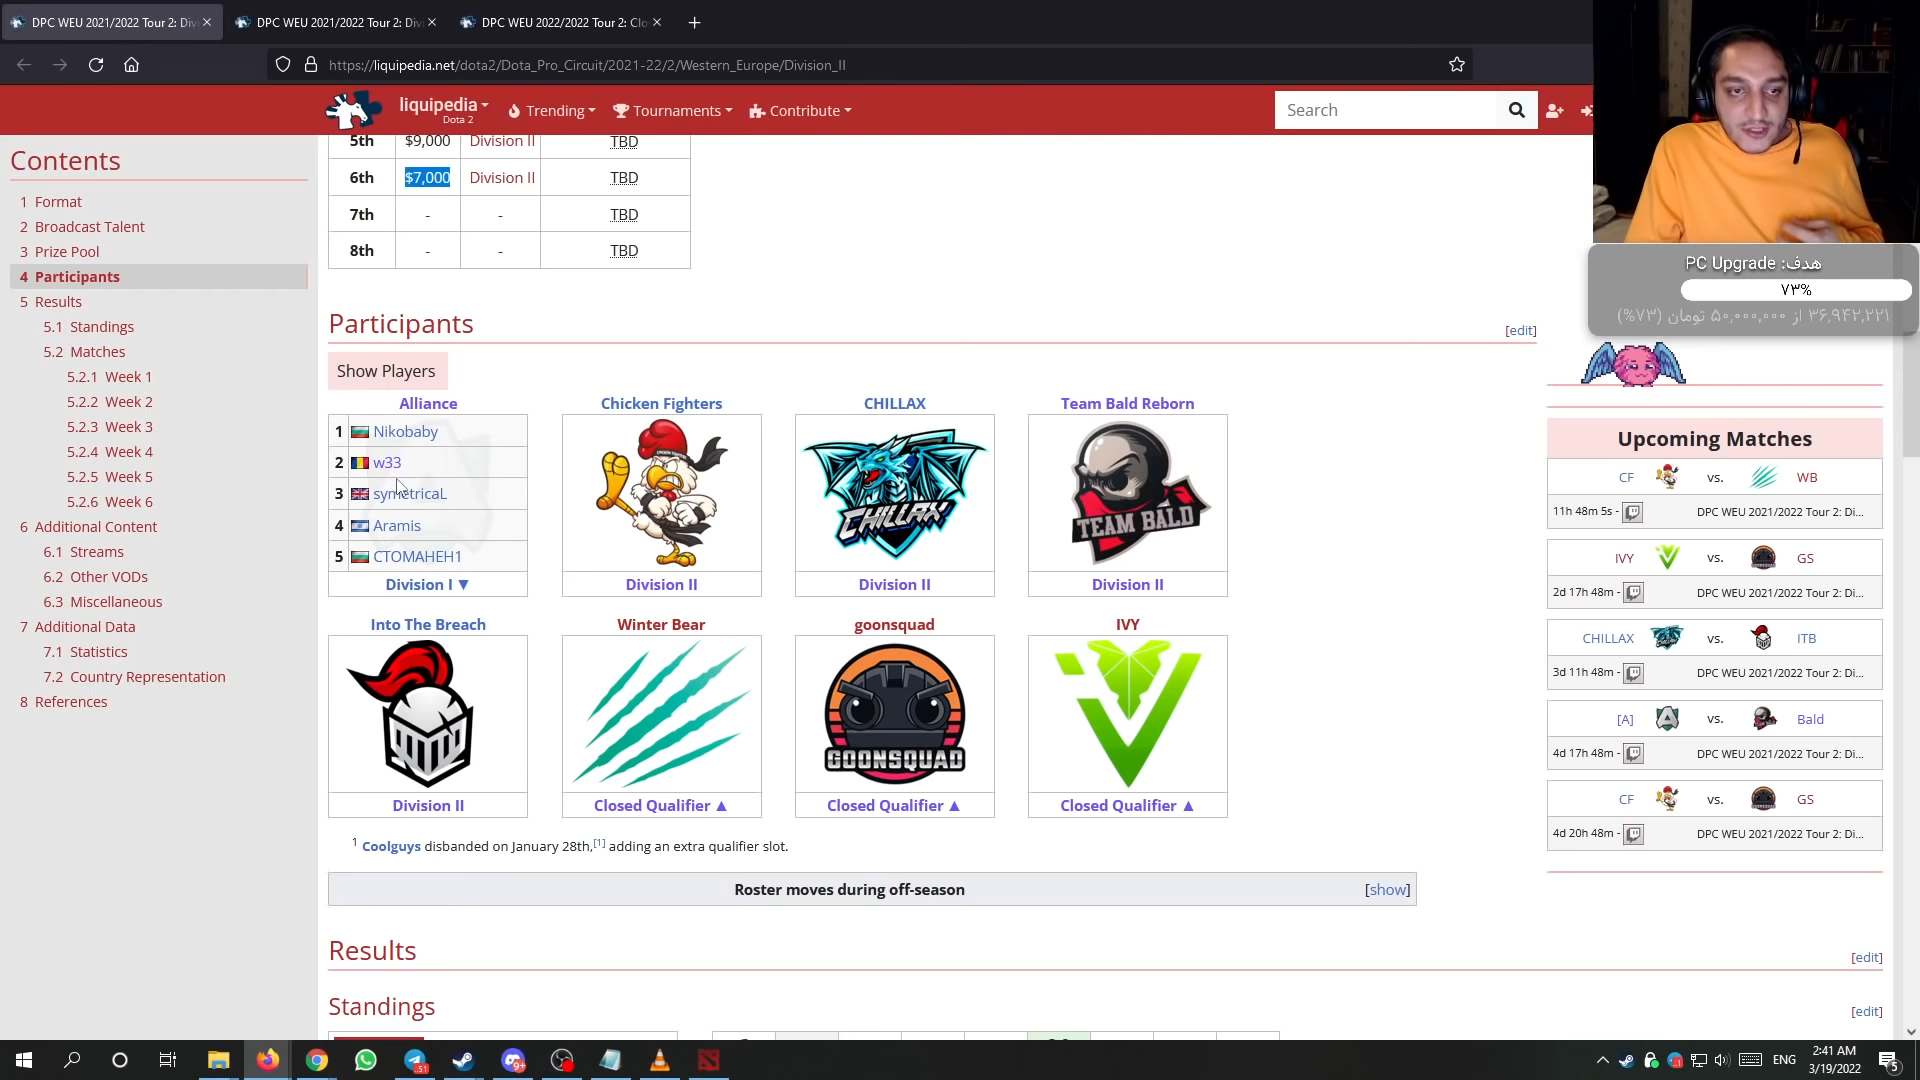 DPC WEU 2021/2022 Tour 2: Div
DPC WEU 2021/2022 Tour 2: Div
DPC WEU 2022/2022 Tour 2: Clo
https://liquipedia.net/dota2/Dota_Pro_Circuit/2021-22/2/Western_Europe/Division_II
liquipedia
Dota 2
Trending
Tournaments
Contribute
Search
هدف: PC Upgrade
۷۳%
۳۶,۹۴۲,۲۲۱ از ۵۰,۰۰۰,۰۰۰ تومان (۷۳%)
Contents
1 Format
2 Broadcast Talent
3 Prize Pool
4 Participants
5 Results
5.1 Standings
5.2 Matches
5.2.1 Week 1
5.2.2 Week 2
5.2.3 Week 3
5.2.4 Week 4
5.2.5 Week 5
5.2.6 Week 6
6 Additional Content
6.1 Streams
6.2 Other VODs
6.3 Miscellaneous
7 Additional Data
7.1 Statistics
7.2 Country Representation
8 References
5th $9,000 Division II TBD
6th $7,000 Division II TBD
7th - - TBD
8th - - TBD
Participants
[edit]
Show Players
Alliance
1 Nikobaby
2 w33
3 symetricaL
4 Aramis
5 CTOMAHEH1
Division I ▼
Chicken Fighters
Division II
CHILLAX
CHILLAX
Division II
Team Bald Reborn
TEAM BALD
Division II
Into The Breach
Division II
Winter Bear
Closed Qualifier ▲
goonsquad
GOONSQUAD
Closed Qualifier ▲
IVY
Closed Qualifier ▲
1 Coolguys disbanded on January 28th,[1] adding an extra qualifier slot.
Roster moves during off-season
[show]
Results
[edit]
Standings
[edit]
Upcoming Matches
CF vs. WB
11h 48m 5s - DPC WEU 2021/2022 Tour 2: Di...
IVY vs. GS
2d 17h 48m - DPC WEU 2021/2022 Tour 2: Di...
CHILLAX vs. ITB
3d 11h 48m - DPC WEU 2021/2022 Tour 2: Di...
[A] vs. Bald
4d 17h 48m - DPC WEU 2021/2022 Tour 2: Di...
CF vs. GS
4d 20h 48m - DPC WEU 2021/2022 Tour 2: Di...
51
9+
ENG
2:41 AM
3/19/2022
5